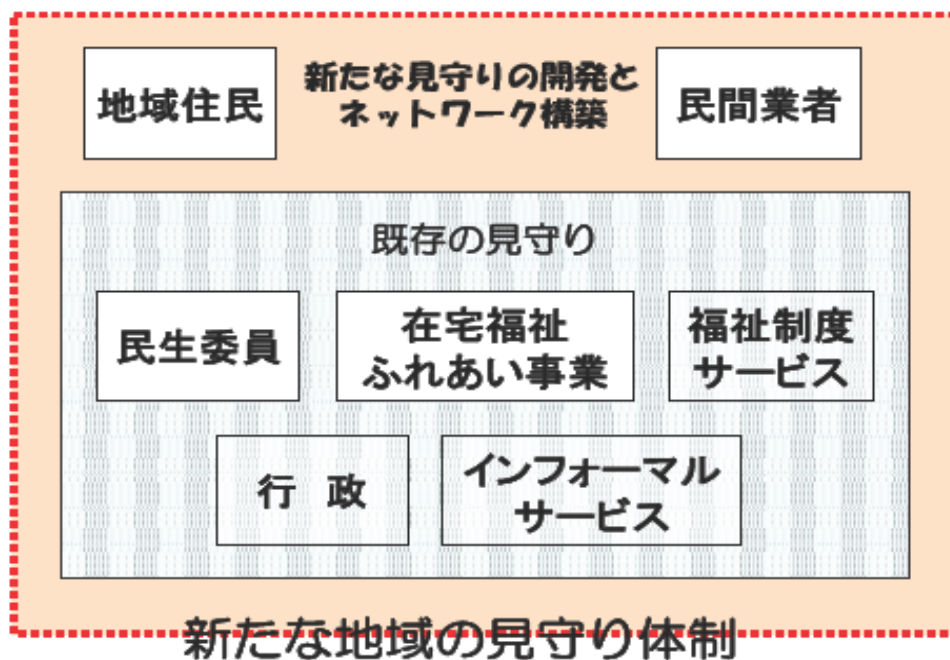 地域住民
新たな見守りの開発と
ネットワーク構築
民間業者
既存の見守り
民生委員
在宅福祉
ふれあい事業
福祉制度
サービス
行 政
インフォーマル
サービス
新たな地域の見守り体制